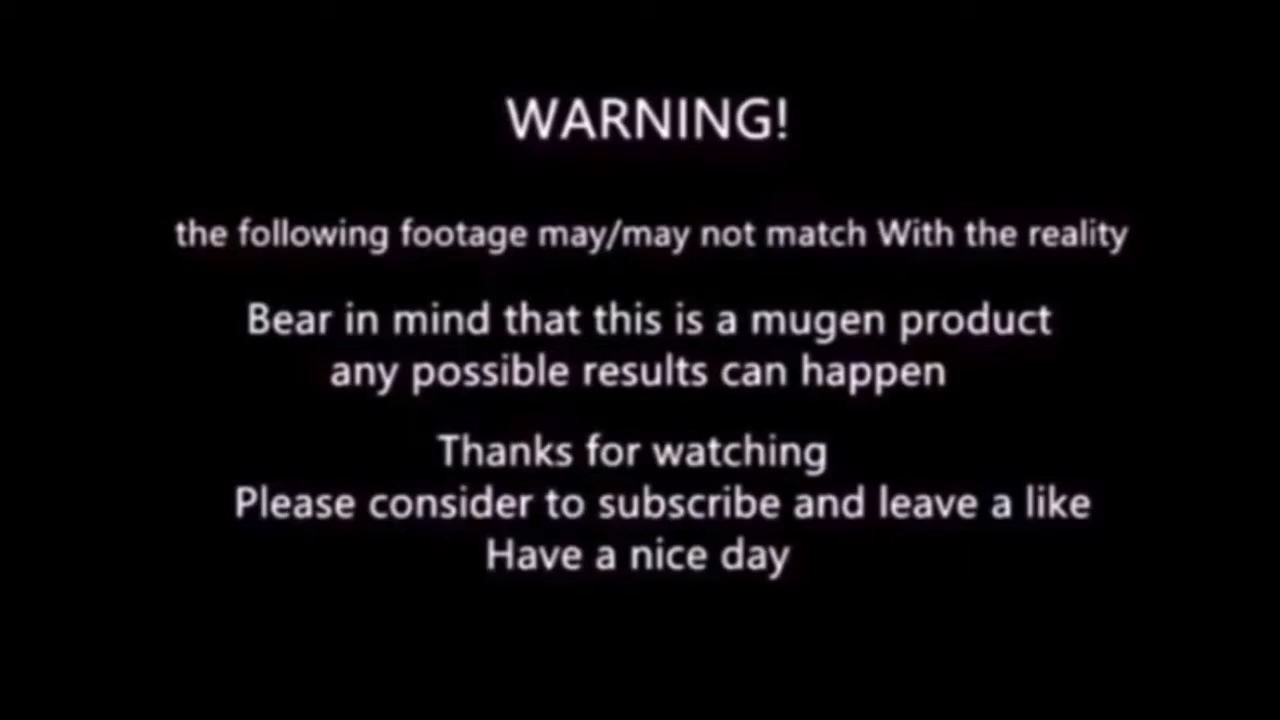 WARNING!
the following footage may/may not match With the reality
Bear in mind that this is a mugen product
any possible results can happen
Thanks for watching
Please consider to subscribe and leave a like
Have a nice day